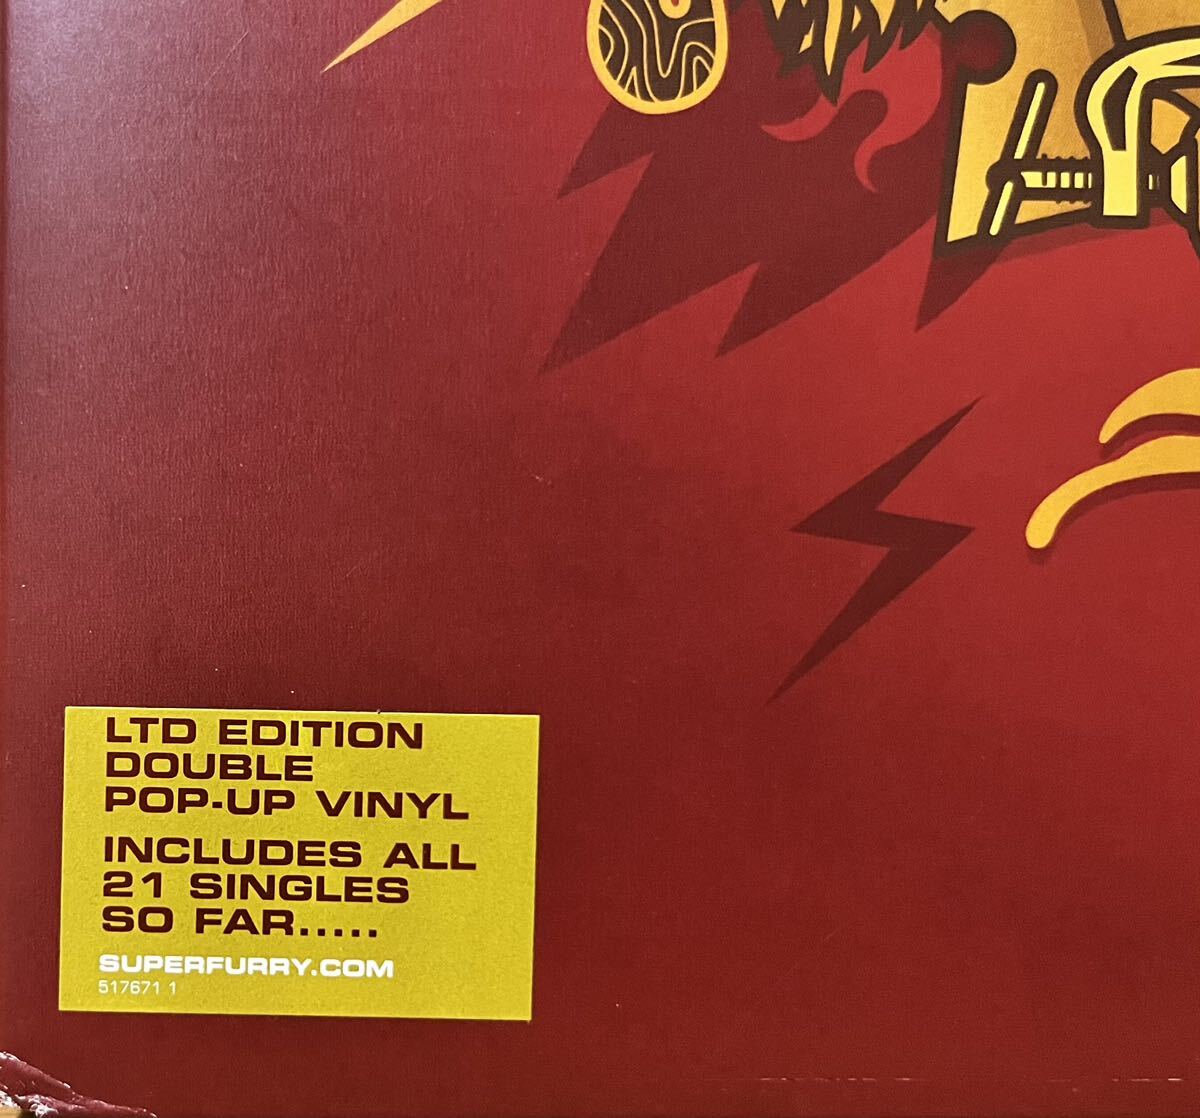 LTD EDITION
DOUBLE
POP-UP VINYL
INCLUDES ALL
21 SINGLES
SO FAR.....
SUPERFURRY.COM
517671 1